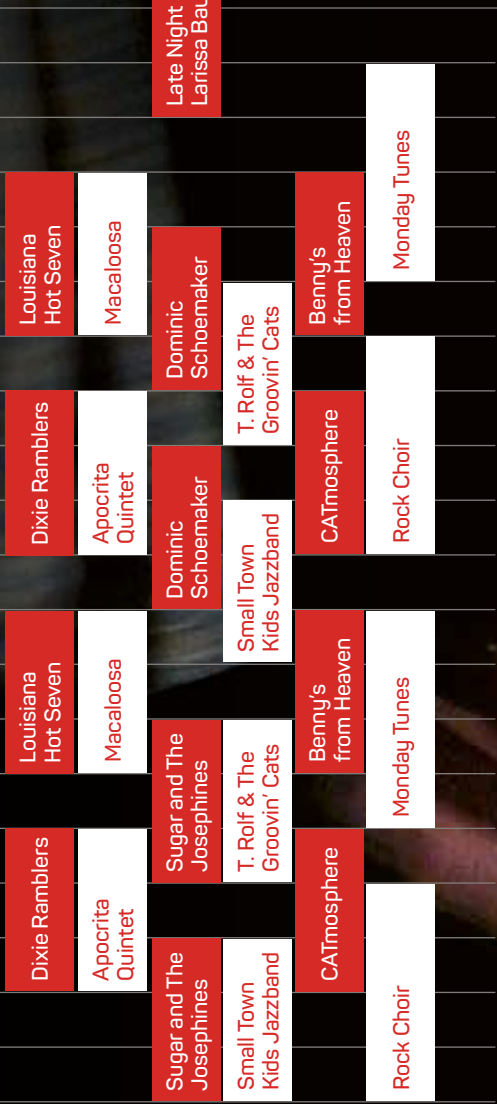 Louisiana
Hot Seven
Dixie Ramblers
Louisiana
Hot Seven
Dixie Ramblers
Macaloosa
Apocrita
Quintet
Macaloosa
Apocrita
Quintet
Late Night
Larissa Bau
Dominic
Schoemaker
Dominic
Schoemaker
Sugar and The
Josephines
Sugar and The
Josephines
T. Rolf & The
Groovin' Cats
Small Town
Kids Jazzband
T. Rolf & The
Groovin' Cats
Small Town
Kids Jazzband
Benny's
from Heaven
CATmosphere
Benny's
from Heaven
CATmosphere
Monday Tunes
Rock Choir
Monday Tunes
Rock Choir